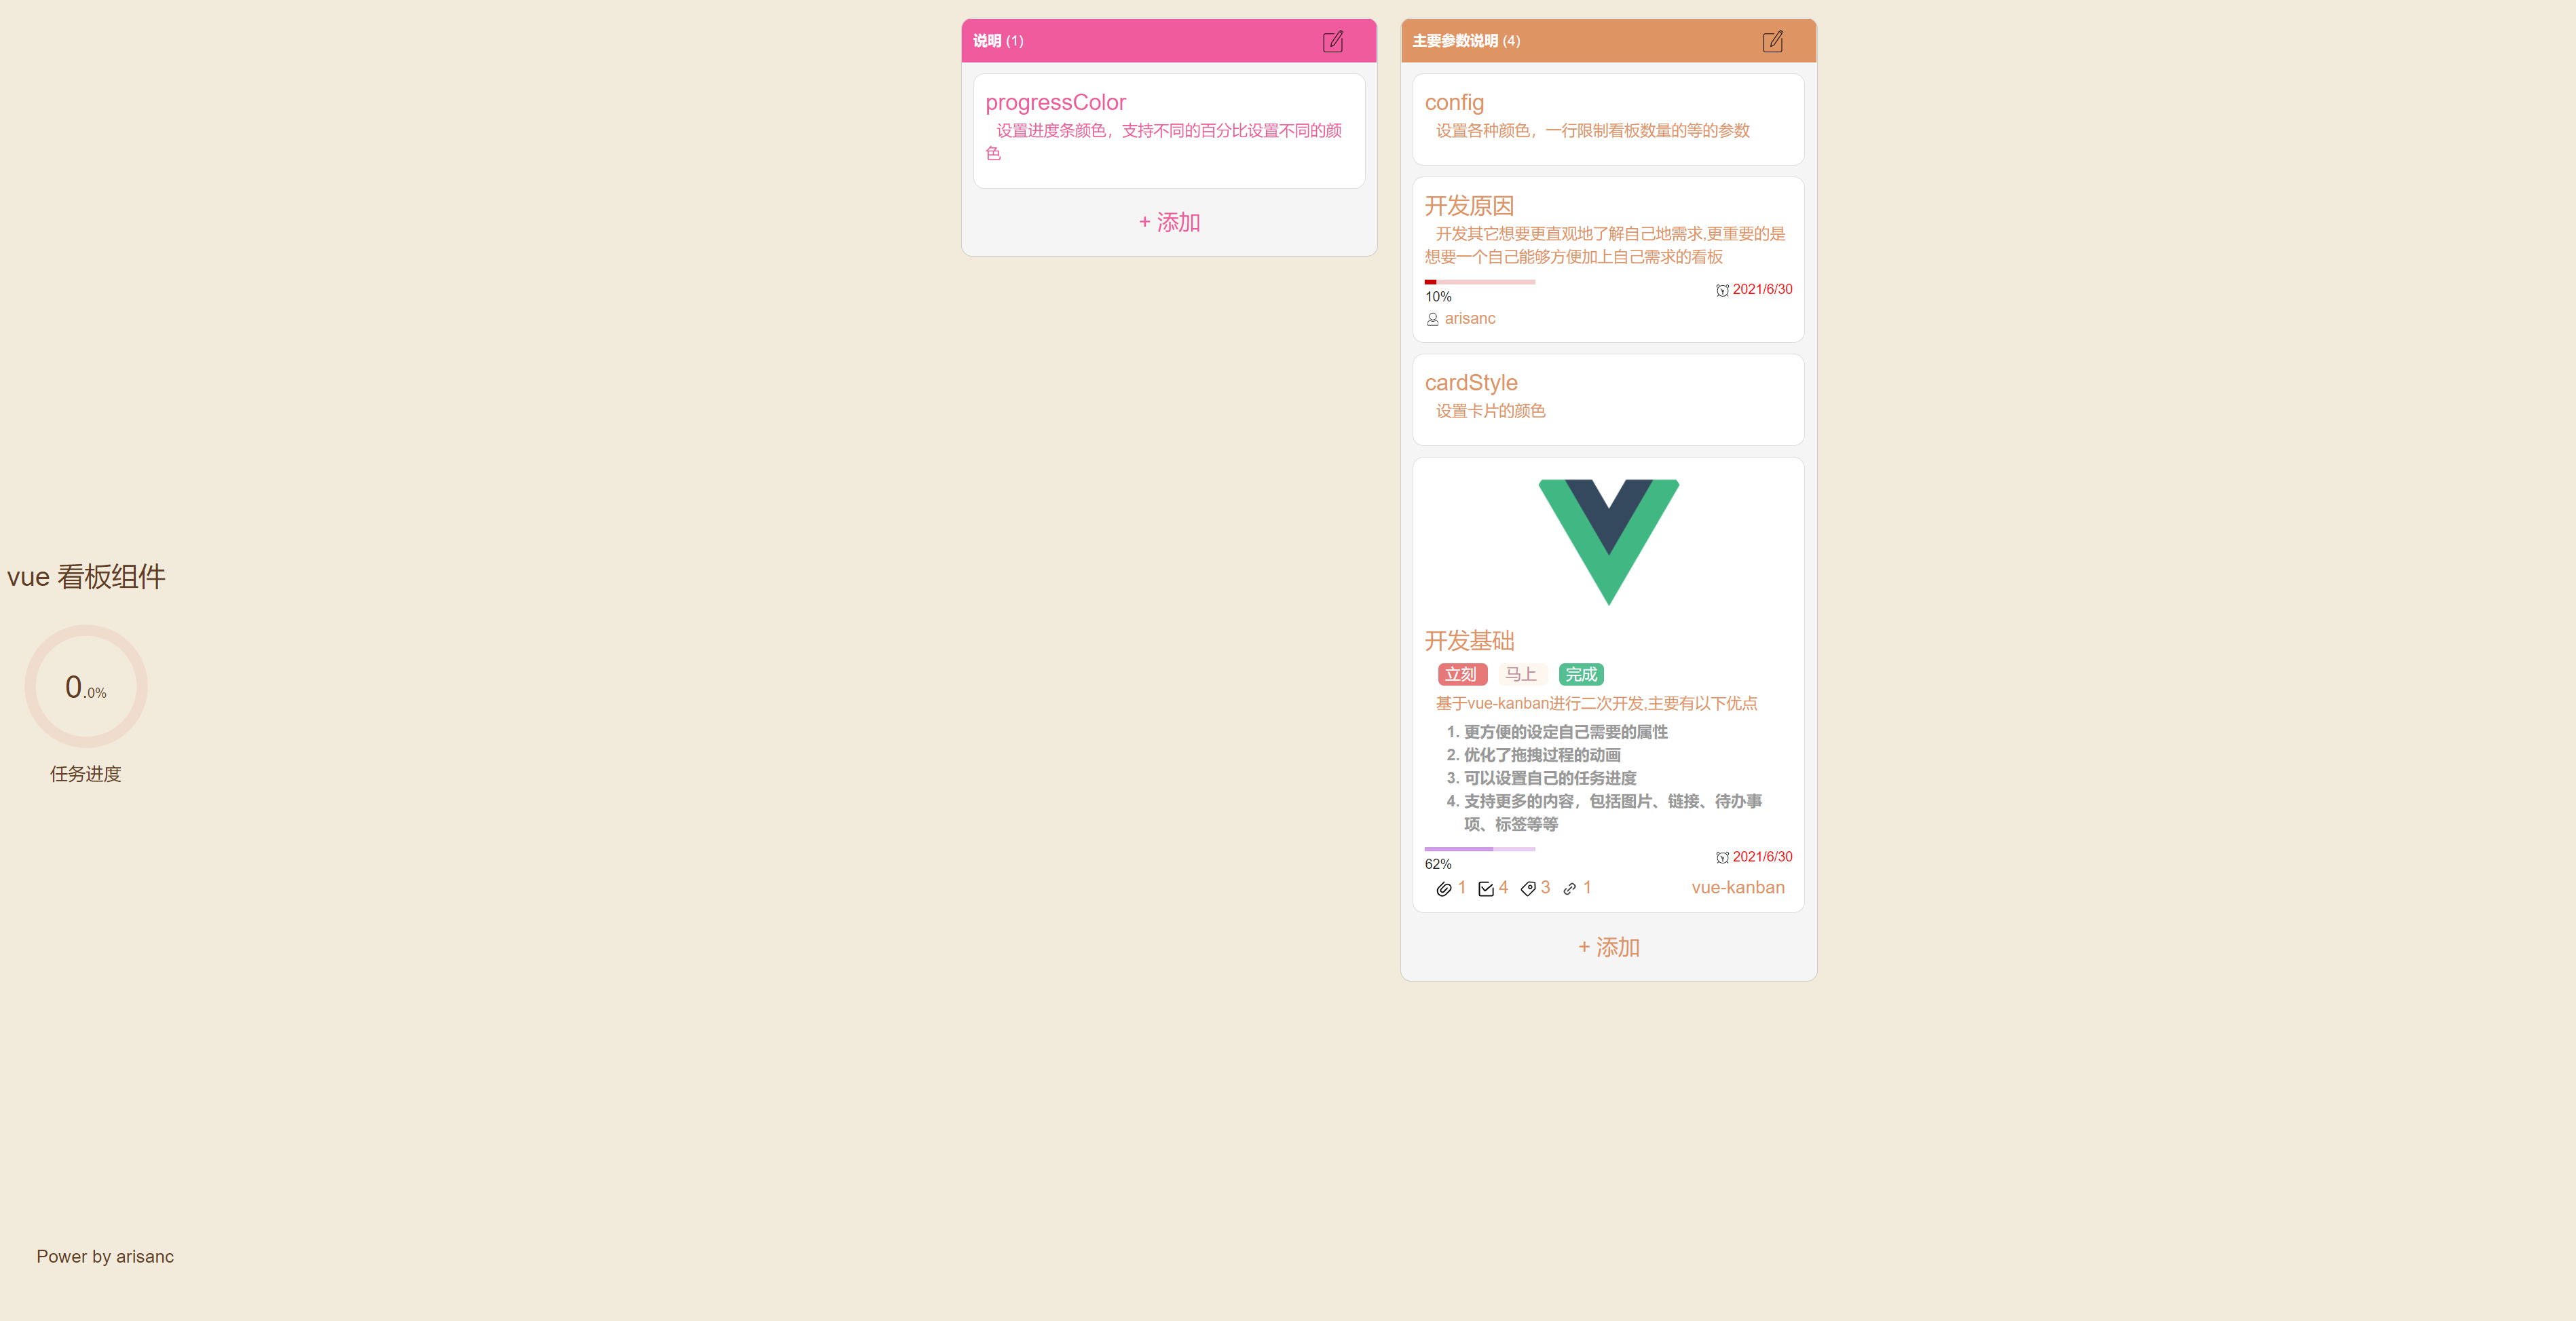 vue 看板组件
0.0%
任务进度
Power by arisanc
说明 (1)
progressColor
设置进度条颜色，支持不同的百分比设置不同的颜
色
+ 添加
主要参数说明 (4)
config
设置各种颜色，一行限制看板数量的等的参数
开发原因
开发其它想要更直观地了解自己地需求,更重要的是
想要一个自己能够方便加上自己需求的看板
10%
2021/6/30
arisanc
cardStyle
设置卡片的颜色
开发基础
立刻 马上 完成
基于vue-kanban进行二次开发,主要有以下优点
1. 更方便的设定自己需要的属性
2. 优化了拖拽过程的动画
3. 可以设置自己的任务进度
4. 支持更多的内容，包括图片、链接、待办事
项、标签等等
62%
2021/6/30
1 4 3 1 vue-kanban
+ 添加